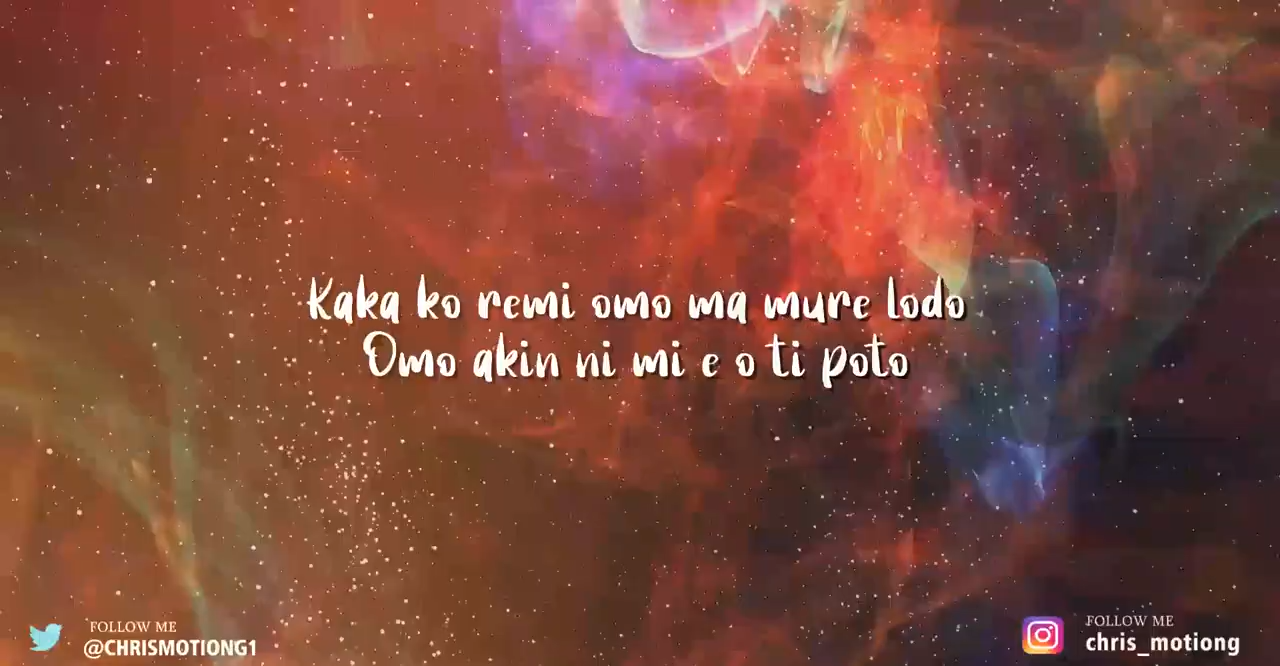 Kaka ko remi omo ma mure lodo
Omo akin ni mi e o ti poto
FOLLOW ME
@CHRISMOTIONG1
FOLLOW ME
chris_motiong